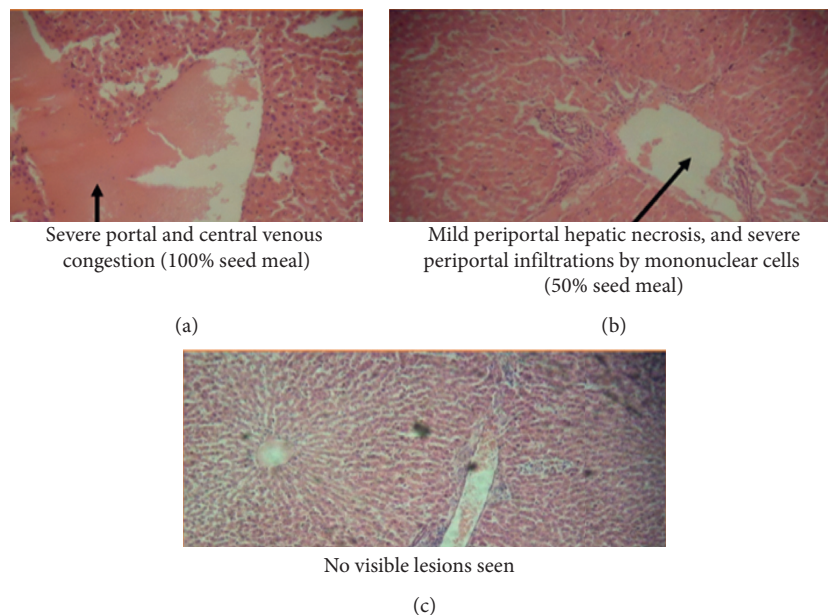 Severe portal and central venous
congestion (100% seed meal)
(a)
Mild periportal hepatic necrosis, and severe
periportal infiltrations by mononuclear cells
(50% seed meal)
(b)
No visible lesions seen
(c)